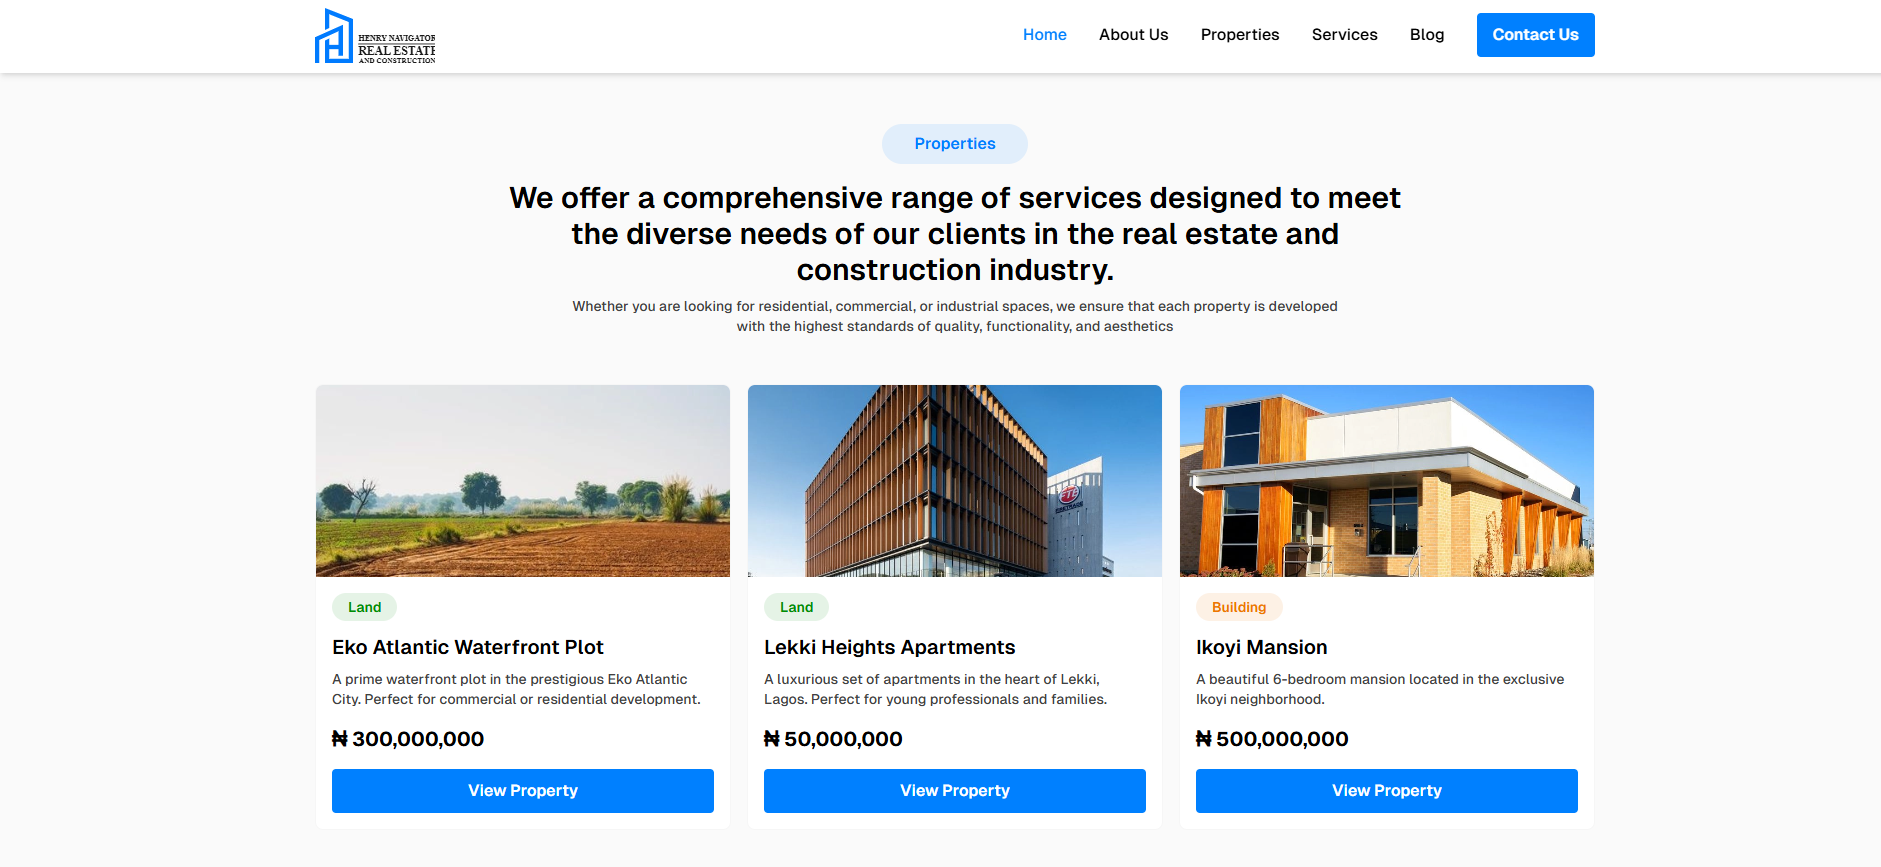 HENRY NAVIGATOR
REAL ESTATE
AND CONSTRUCTION
Home
About Us
Properties
Services
Blog
Contact Us
Properties
We offer a comprehensive range of services designed to meet
the diverse needs of our clients in the real estate and
construction industry.
Whether you are looking for residential, commercial, or industrial spaces, we ensure that each property is developed
with the highest standards of quality, functionality, and aesthetics
Land
Eko Atlantic Waterfront Plot
A prime waterfront plot in the prestigious Eko Atlantic
City. Perfect for commercial or residential development.
₦ 300,000,000
View Property
Land
Lekki Heights Apartments
A luxurious set of apartments in the heart of Lekki,
Lagos. Perfect for young professionals and families.
₦ 50,000,000
View Property
Building
Ikoyi Mansion
A beautiful 6-bedroom mansion located in the exclusive
Ikoyi neighborhood.
₦ 500,000,000
View Property